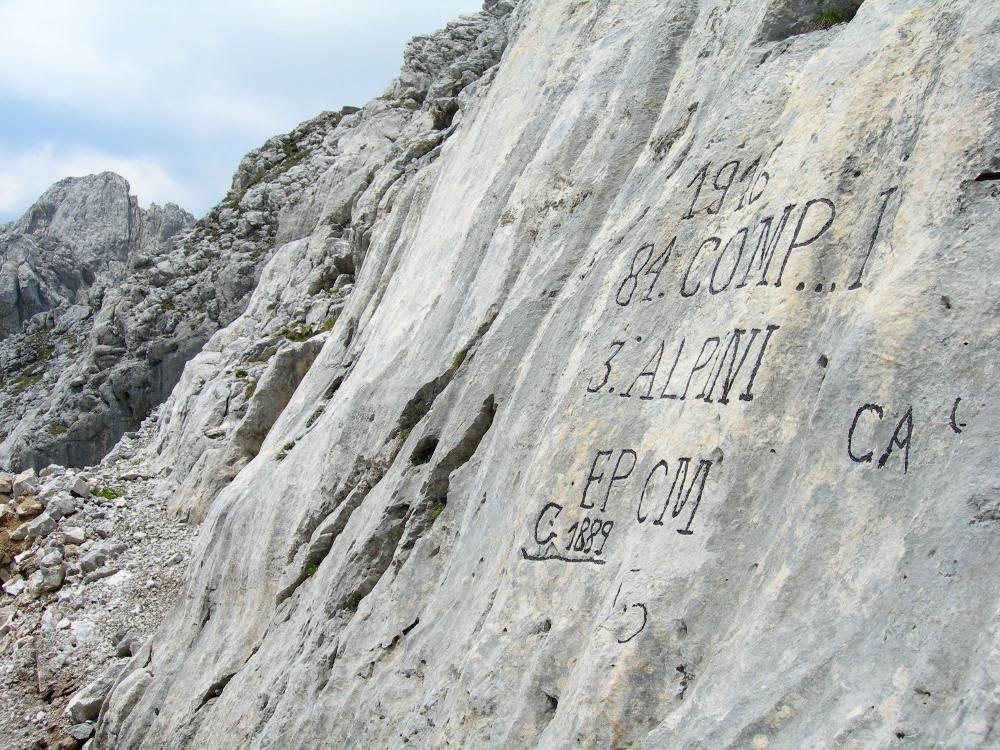 1916
84. COMP... I
3. ALPINI
CA
EP CM
C. 1889